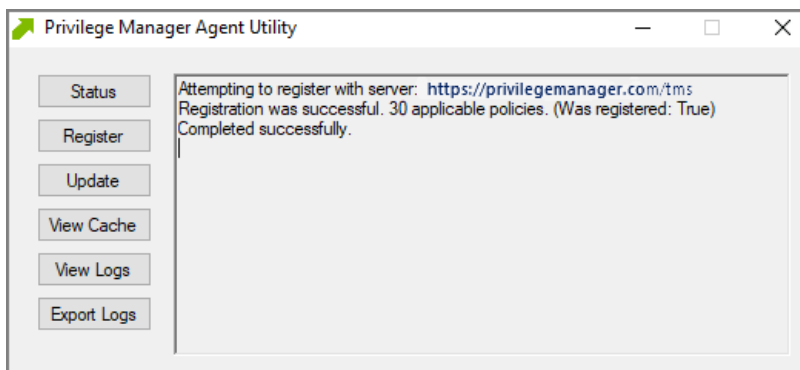 Privilege Manager Agent Utility
Status
Register
Update
View Cache
View Logs
Export Logs
Attempting to register with server: https://privilegemanager.com/tms
Registration was successful. 30 applicable policies. (Was registered: True)
Completed successfully.